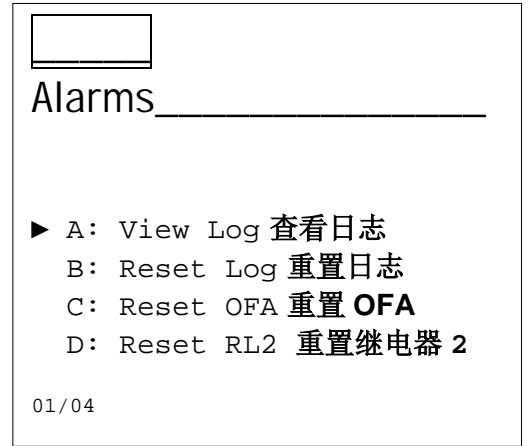 Alarms______________
► A: View Log 查看日志
B: Reset Log 重置日志
C: Reset OFA 重置 OFA
D: Reset RL2 重置继电器 2
01/04